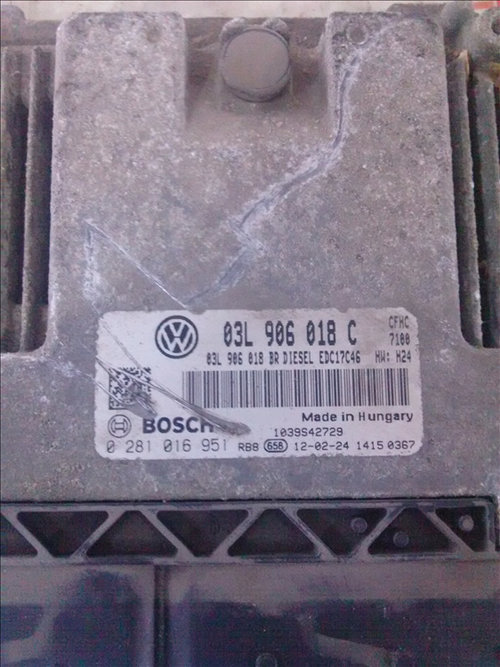 03L 906 018 C CFHC
7100
03L 906 018 BR DIESEL EDC17C46 HW: H24
BOSCH Made in Hungary
1039S42729
0 281 016 951 RB8 658 12-02-24 1415 0367